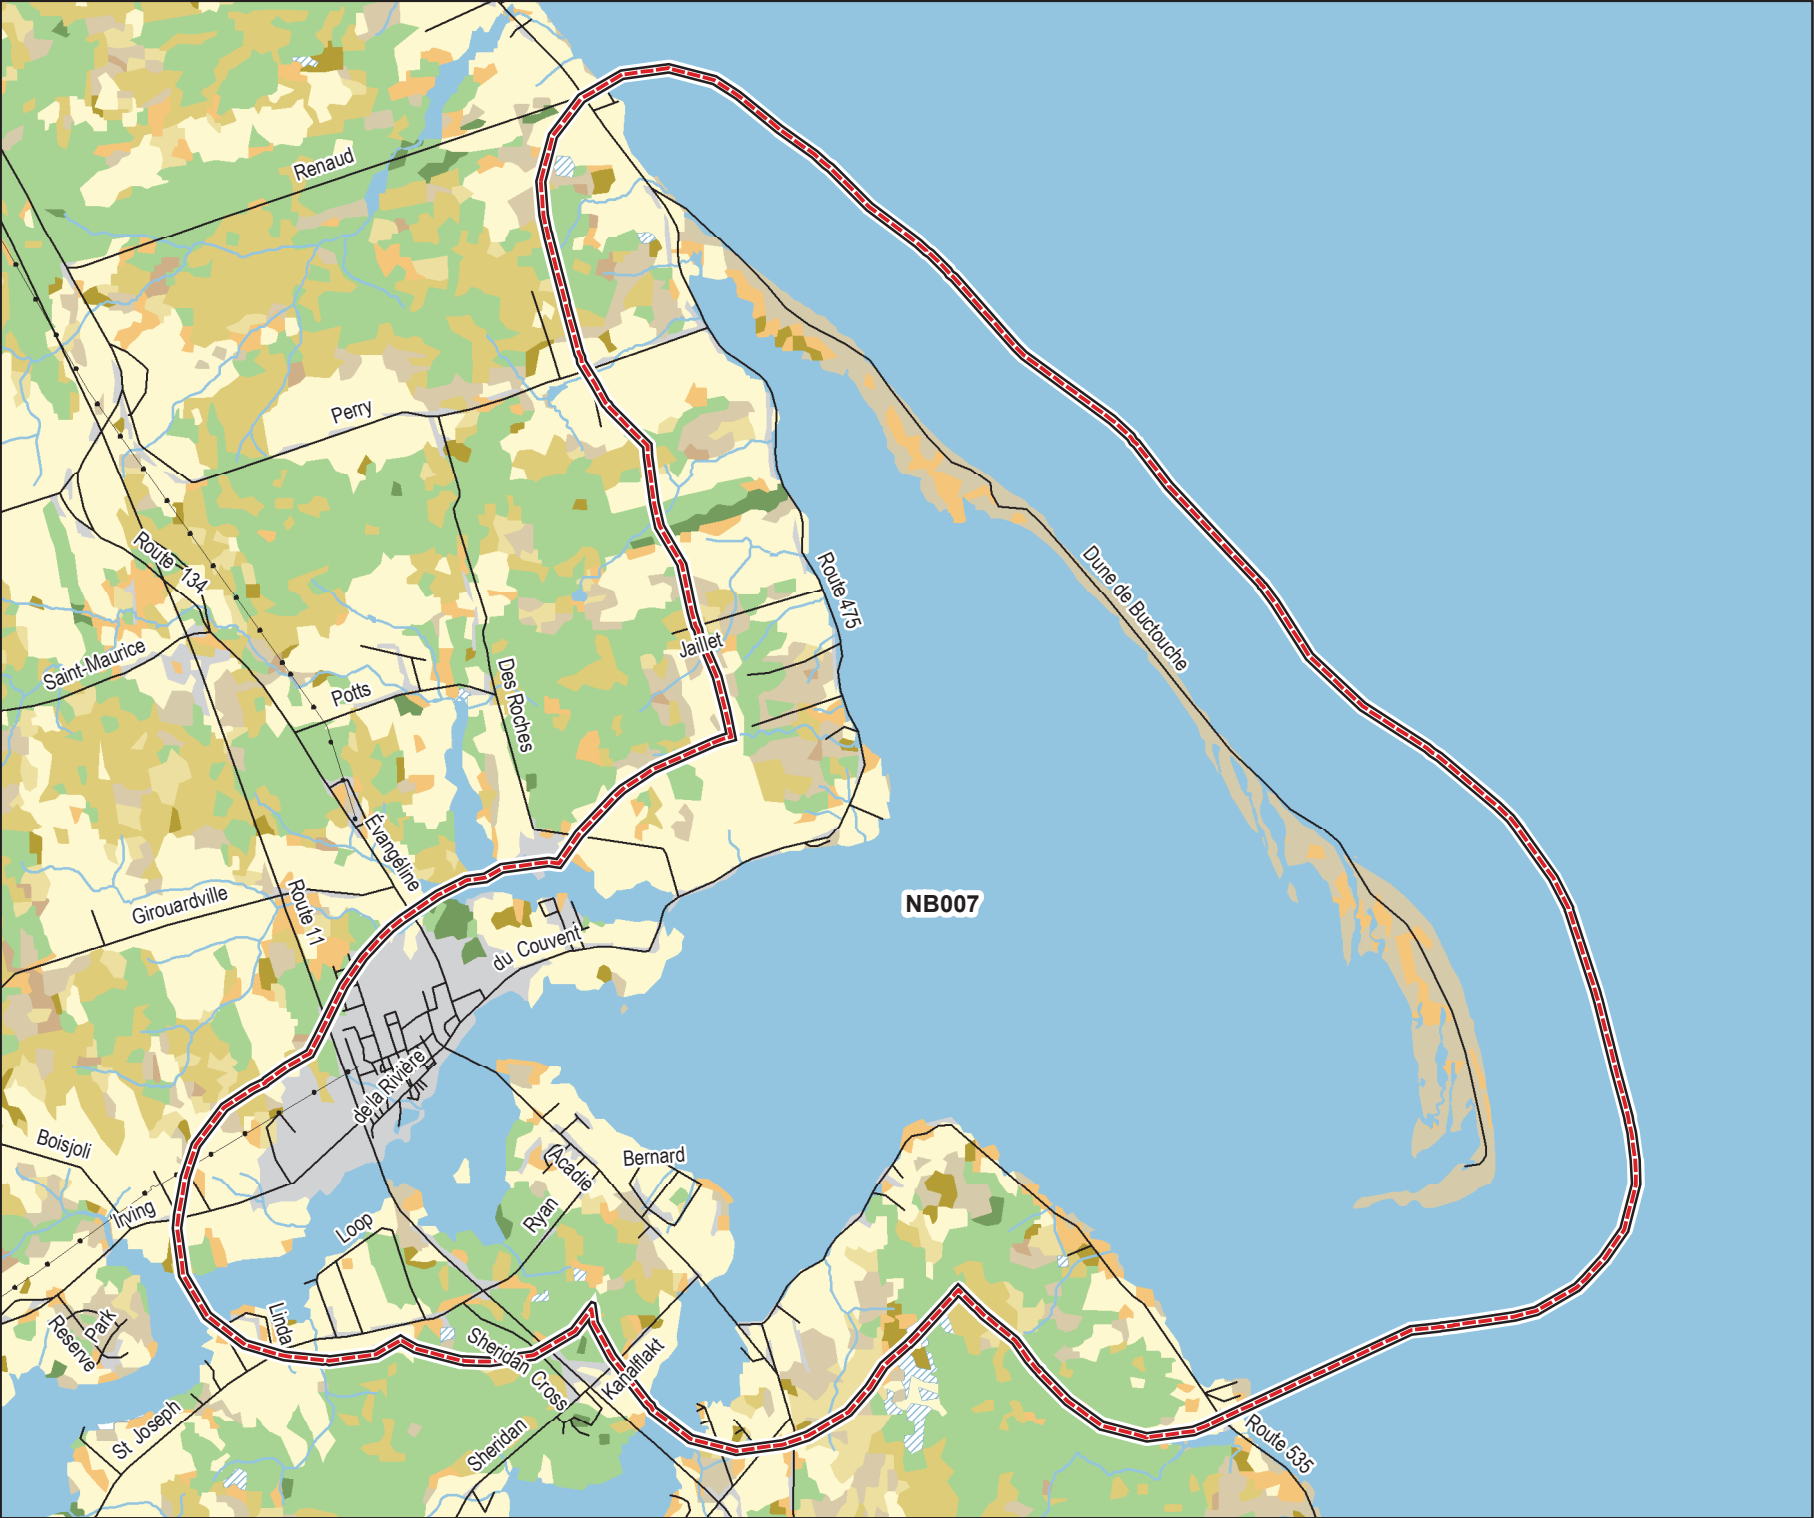 Renaud
Perry
Route 134
Route 475
Dune de Buctouche
Jaillet
Saint-Maurice
Potts
Des Roches
Évangéline
Girouardville
Route 11
NB007
du Couvent
de la Rivière
Boisjoli
Bernard
Acadie
Irving
Loop
Ryan
Linda
Park
Reserve
Sheridan Cross
Kanalflakt
St Joseph
Sheridan
Route 535